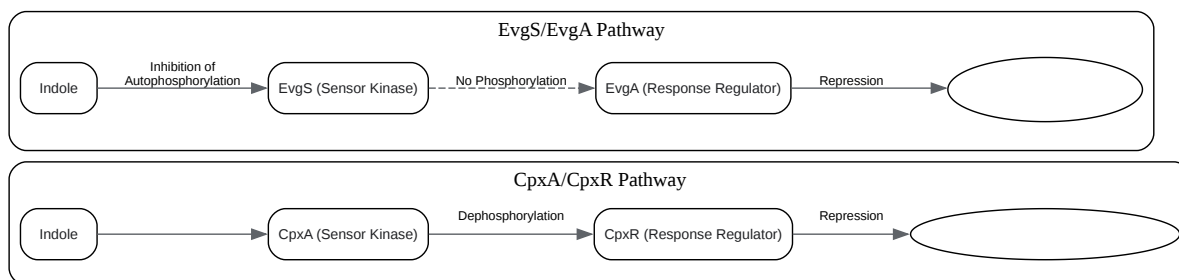 EvgS/EvgA Pathway
Inhibition of
Autophosphorylation
Indole
EvgS (Sensor Kinase)
No Phosphorylation
EvgA (Response Regulator)
Repression
CpxA/CpxR Pathway
Indole
CpxA (Sensor Kinase)
Dephosphorylation
CpxR (Response Regulator)
Repression